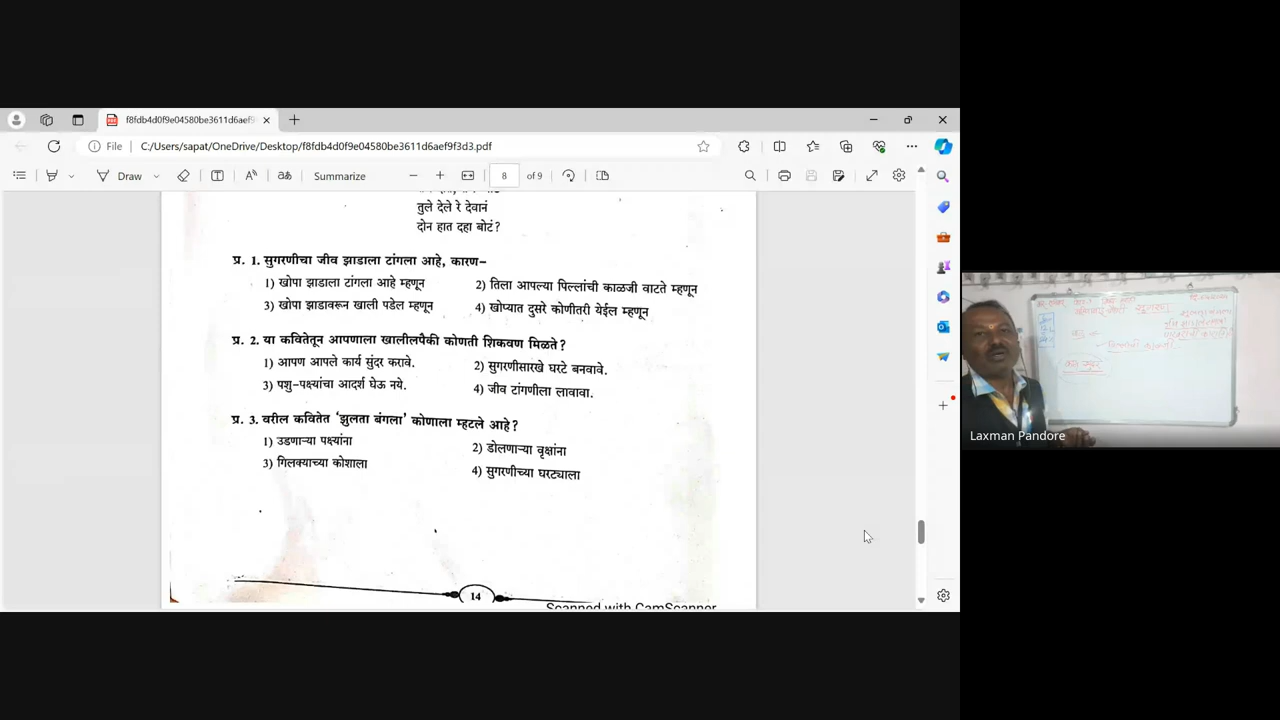 f8fdb4d0f9e04580be3611d6aef9
File
C:/Users/sapat/OneDrive/Desktop/f8fdb4d0f9e04580be3611d6aef9f3d3.pdf
Draw
Summarize
8 of 9
तुले देले रे देवानं
दोन हात दहा बोटं?
प्र. 1. सुगरणीचा जीव झाडाला टांगला आहे, कारण–
1) खोपा झाडाला टांगला आहे म्हणून
2) तिला आपल्या पिल्लांची काळजी वाटते म्हणून
3) खोपा झाडावरून खाली पडेल म्हणून
4) खोप्यात दुसरे कोणीतरी येईल म्हणून
प्र. 2. या कवितेतून आपणाला खालीलपैकी कोणती शिकवण मिळते?
1) आपण आपले कार्य सुंदर करावे.
2) सुगरणीसारखे घरटे बनवावे.
3) पशु-पक्ष्यांचा आदर्श घेऊ नये.
4) जीव टांगणीला लावावा.
प्र. 3. वरील कवितेत 'झुलता बंगला' कोणाला म्हटले आहे?
1) उडणाऱ्या पक्ष्यांना
2) डोलणाऱ्या वृक्षांना
3) गिलक्याच्या कोशाला
4) सुगरणीच्या घरट्याला
14
Scanned with CamScanner
Laxman Pandore